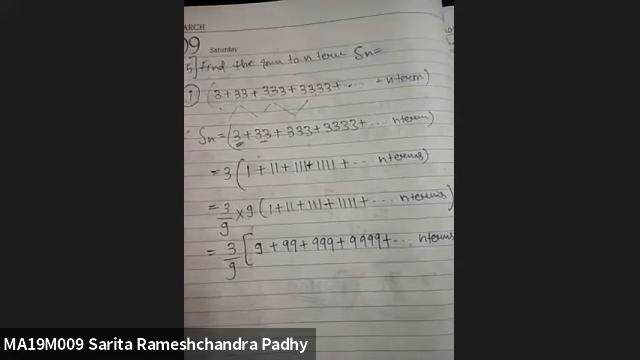 ARCH
09 Saturday
5] find the sum to n term Sn=
i (3+33+333+3333+... - n term)
∴ Sn=(3+33+333+3333+... n term)
=3(1+11+111+1111+... n terms)
=3/9 ×9(1+11+111+1111+... n terms)
=3/9 [9+99+999+9999+... n terms
MA19M009 Sarita Rameshchandra Padhy